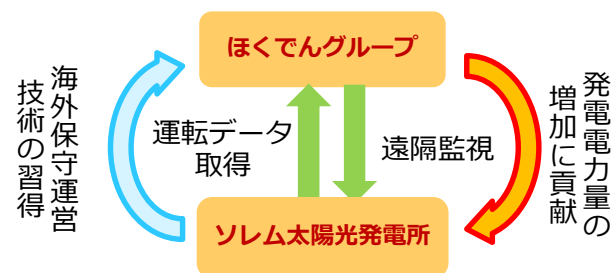 ほくでんグループ
海外保守運営
技術の習得
運転データ
取得
遠隔監視
発電電力量の
増加に貢献
ソレム太陽光発電所